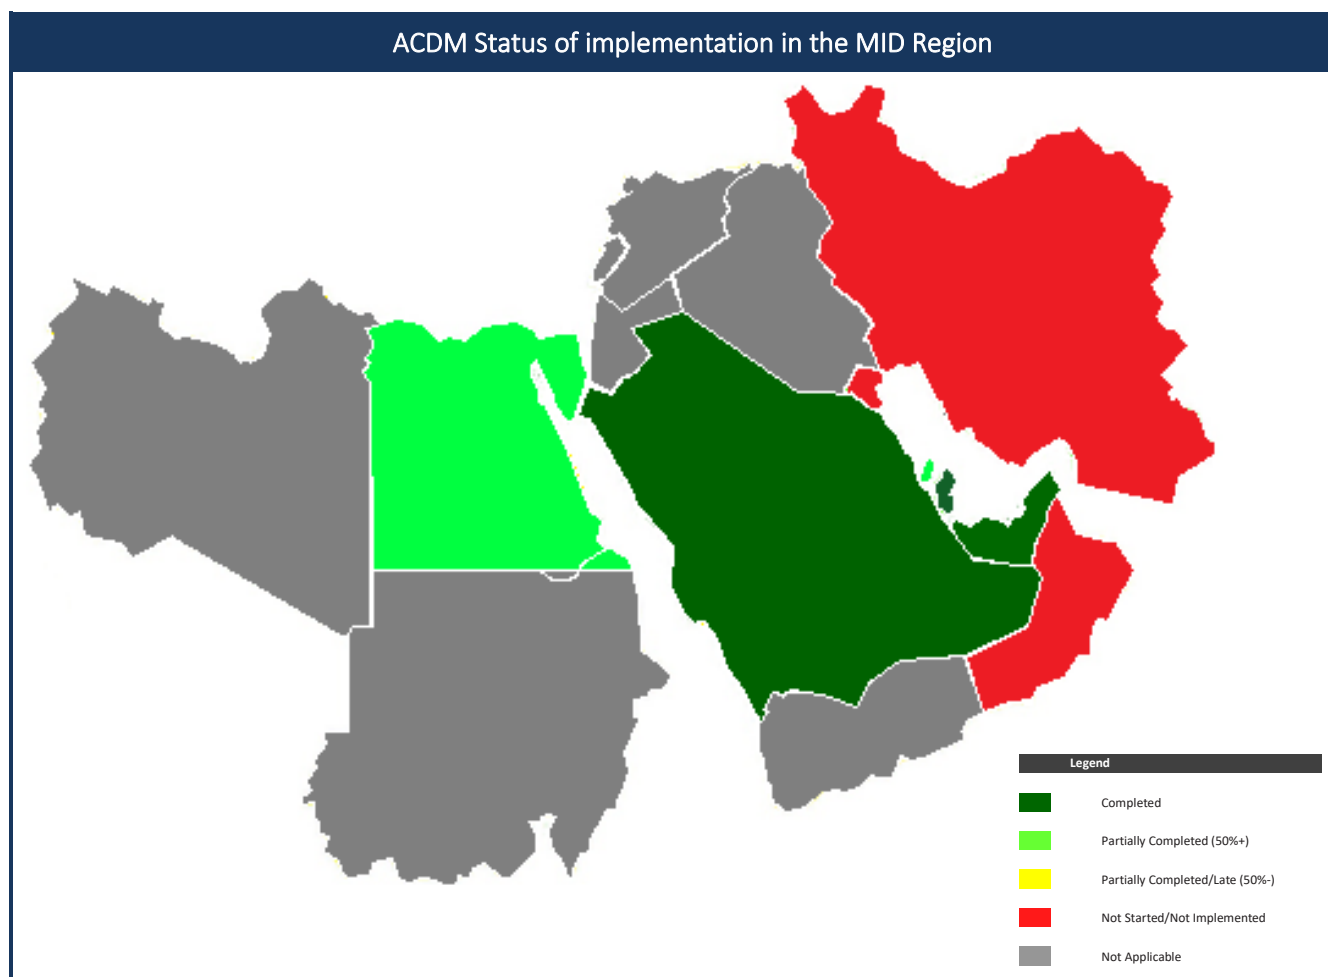 ACDM Status of implementation in the MID Region
Legend
Completed
Partially Completed (50%+)
Partially Completed/Late (50%-)
Not Started/Not Implemented
Not Applicable